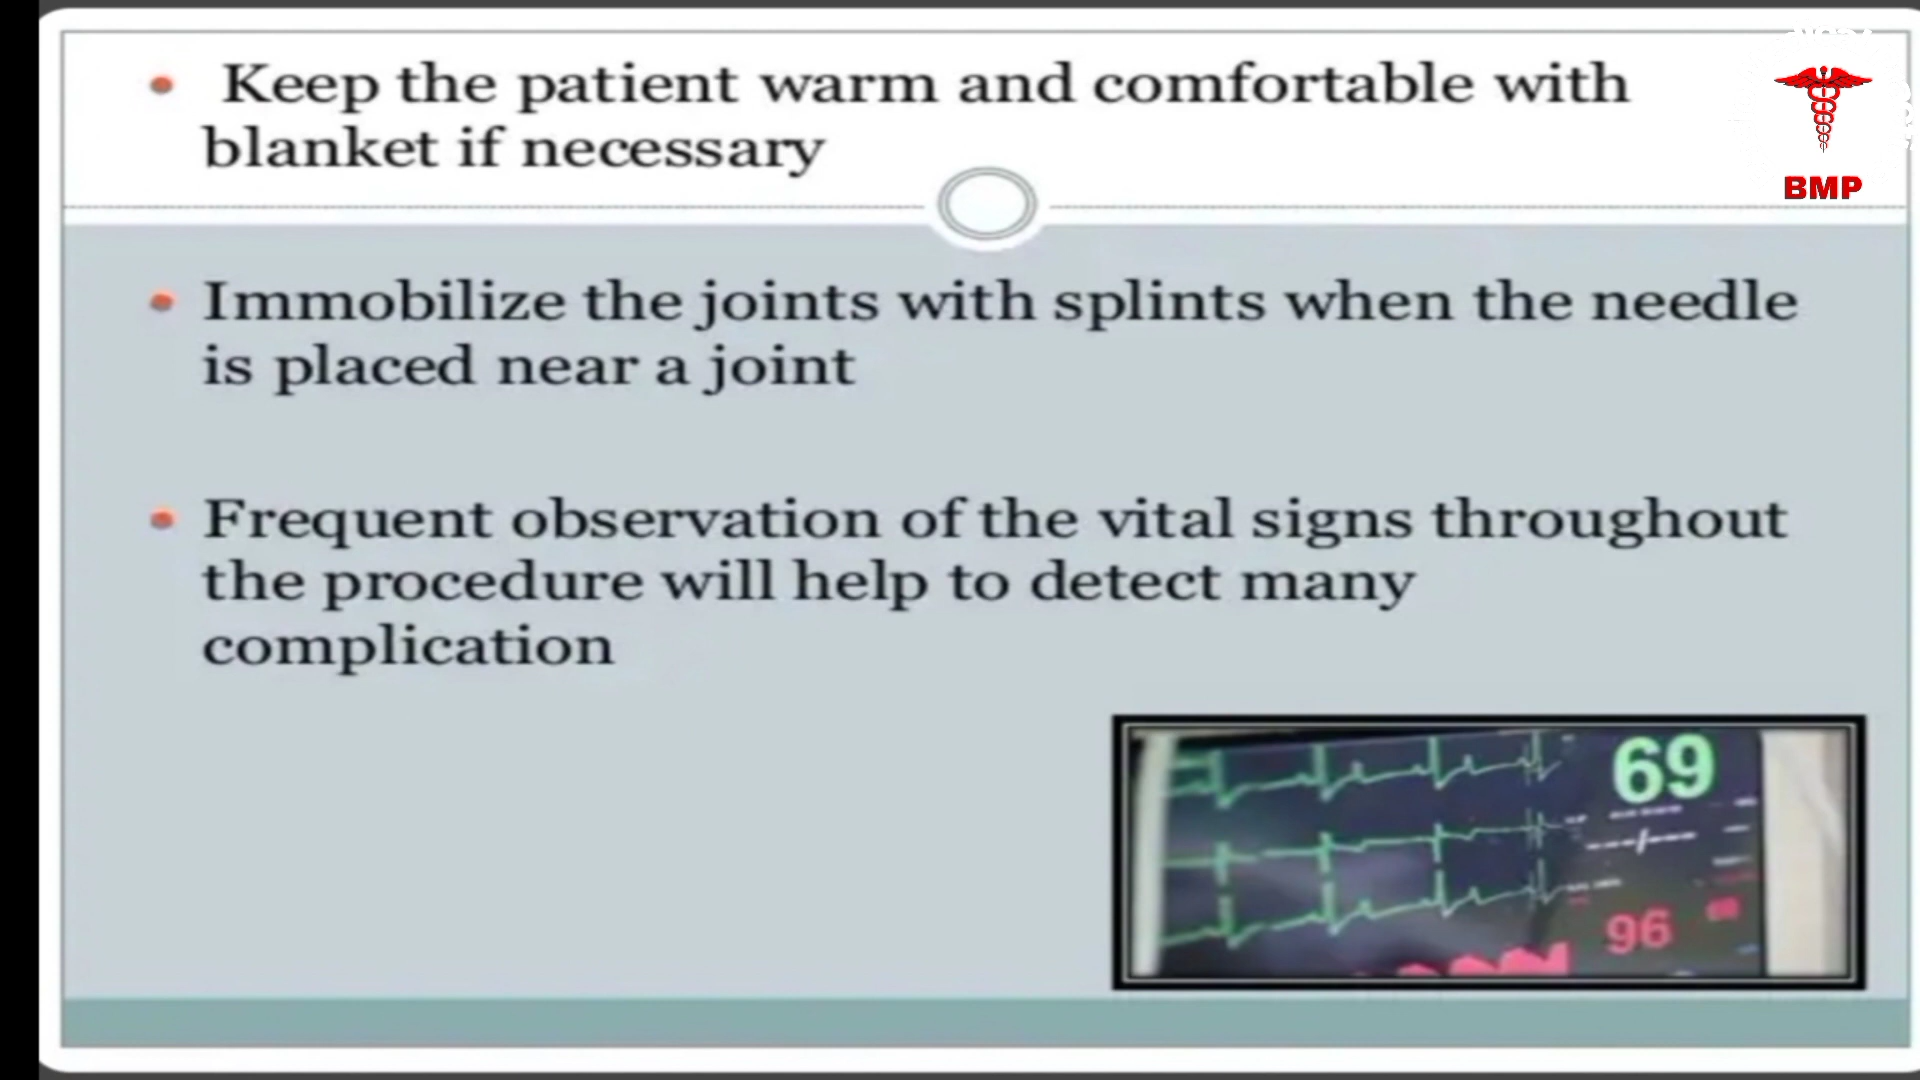 • Keep the patient warm and comfortable with
blanket if necessary
BMP
• Immobilize the joints with splints when the needle
is placed near a joint
• Frequent observation of the vital signs throughout
the procedure will help to detect many
complication
69
---/---
96